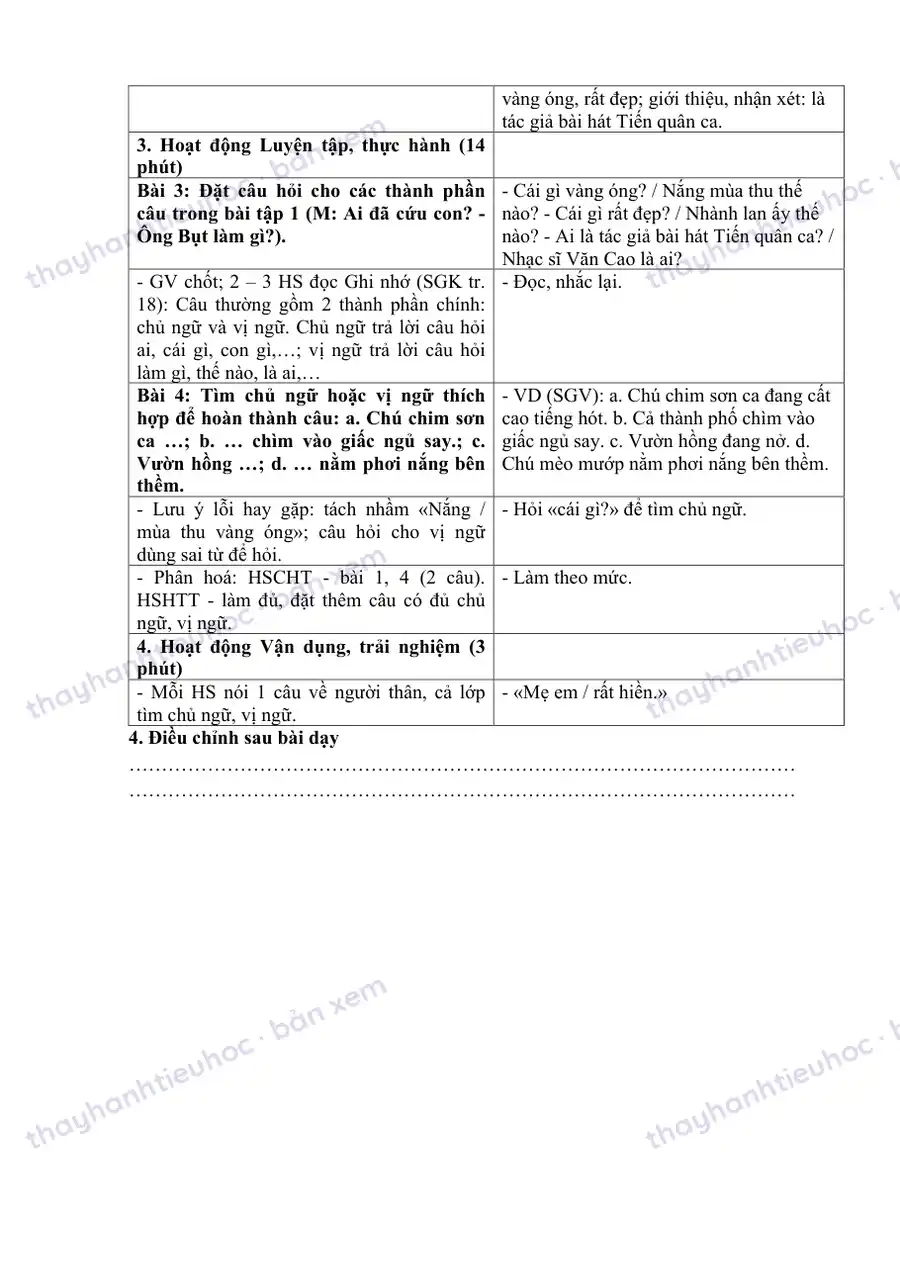 vàng óng, rất đẹp; giới thiệu, nhận xét: là
tác giả bài hát Tiến quân ca.
3. Hoạt động Luyện tập, thực hành (14
phút)
Bài 3: Đặt câu hỏi cho các thành phần
câu trong bài tập 1 (M: Ai đã cứu con? -
Ông Bụt làm gì?).
- Cái gì vàng óng? / Nắng mùa thu thế
nào? - Cái gì rất đẹp? / Nhành lan ấy thế
nào? - Ai là tác giả bài hát Tiến quân ca? /
Nhạc sĩ Văn Cao là ai?
- GV chốt; 2 – 3 HS đọc Ghi nhớ (SGK tr.
18): Câu thường gồm 2 thành phần chính:
chủ ngữ và vị ngữ. Chủ ngữ trả lời câu hỏi
ai, cái gì, con gì,…; vị ngữ trả lời câu hỏi
làm gì, thế nào, là ai,…
- Đọc, nhắc lại.
Bài 4: Tìm chủ ngữ hoặc vị ngữ thích
hợp để hoàn thành câu: a. Chú chim sơn
ca …; b. … chìm vào giấc ngủ say.; c.
Vườn hồng …; d. … nằm phơi nắng bên
thềm.
- VD (SGV): a. Chú chim sơn ca đang cất
cao tiếng hót. b. Cả thành phố chìm vào
giấc ngủ say. c. Vườn hồng đang nở. d.
Chú mèo mướp nằm phơi nắng bên thềm.
- Lưu ý lỗi hay gặp: tách nhầm «Nắng /
mùa thu vàng óng»; câu hỏi cho vị ngữ
dùng sai từ để hỏi.
- Hỏi «cái gì?» để tìm chủ ngữ.
- Phân hoá: HSCHT - bài 1, 4 (2 câu).
HSHTT - làm đủ, đặt thêm câu có đủ chủ
ngữ, vị ngữ.
- Làm theo mức.
4. Hoạt động Vận dụng, trải nghiệm (3
phút)
- Mỗi HS nói 1 câu về người thân, cả lớp
tìm chủ ngữ, vị ngữ.
- «Mẹ em / rất hiền.»
4. Điều chỉnh sau bài dạy
……………………………………………………………………………………………
……………………………………………………………………………………………
thayhanhtieuhoc · bản xem
thayhanhtieuhoc · b
thayhanhtieuhoc · bản xem
thayhanhtieuhoc · b
thayhanhtieuhoc · bản xem
thayhanhtieuhoc · b